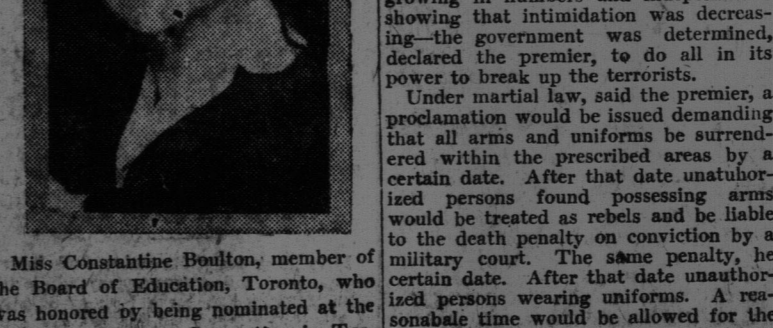 Miss Constantine Boulton, member of
he Board of Education, Toronto, who
vas honored by being nominated at the
growing in numbers and
showing that intimidation was decreas-
ing—the government was determined,
declared the premier, to do all in its
power to break up the terrorists.
Under martial law, said the premier, a
proclamation would be issued demanding
that all arms and uniforms be surrend-
ered within the prescribed areas by a
certain date. After that date unatuhor-
ized persons found possessing arms
would be treated as rebels and be liable
to the death penalty on conviction by a
military court. The same penalty, he
certain date. After that date unauthor-
ized persons wearing uniforms. A rea-
sonabale time would be allowed for the